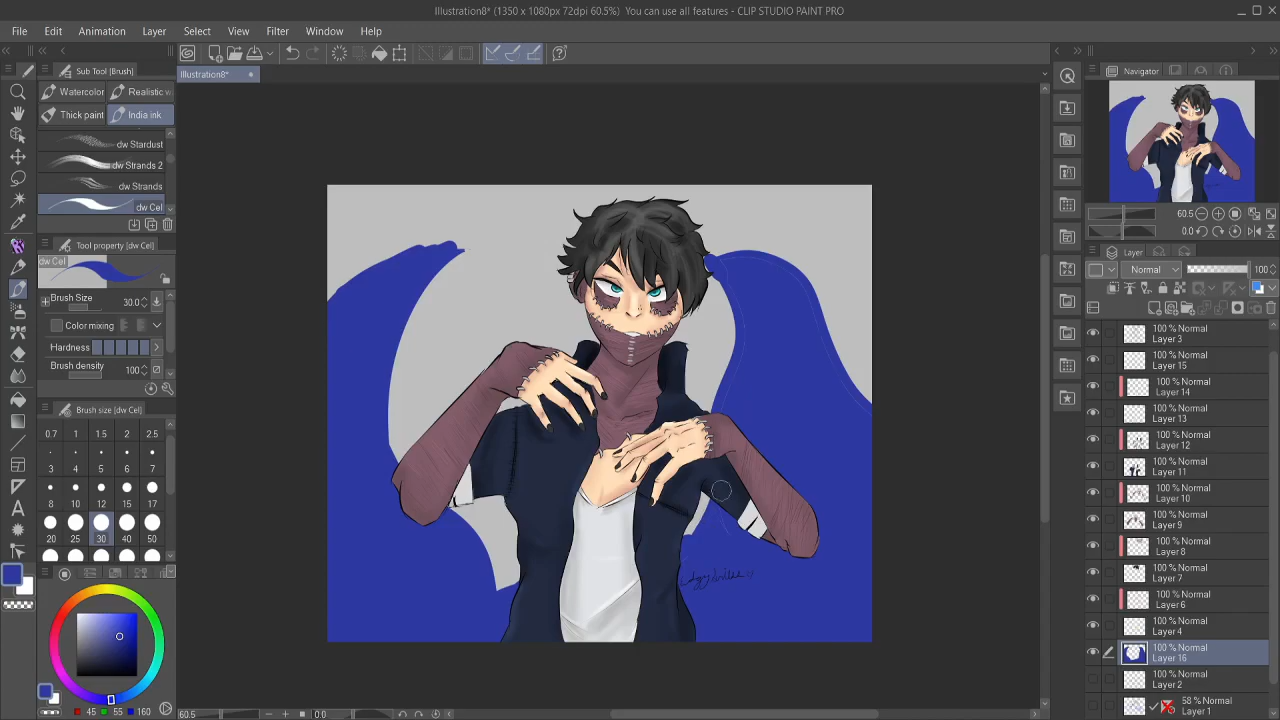 Illustration8* (1350 x 1080px 72dpi 60.5%)  You can use all features - CLIP STUDIO PAINT PRO
File Edit Animation Layer Select View Filter Window Help
Sub Tool [Brush]
Illustration8*
Navigator
Watercolor Realistic w
Thick paint India ink
dw Stardust
dw Strands 2
dw Strands
dw Cel
Tool property [dw Cel]
dw Cel
Brush Size 30.0
Color mixing
Hardness
Brush density 100
Brush size [dw Cel]
0.7 1 1.5 2 2.5
3 4 5 6 7
8 10 12 15 17
20 25 30 40 50
45 55 160
60.5 0.0
60.5
0.0
Layer
Normal 100
100 % Normal
Layer 3
100 % Normal
Layer 15
100 % Normal
Layer 14
100 % Normal
Layer 13
100 % Normal
Layer 12
100 % Normal
Layer 11
100 % Normal
Layer 10
100 % Normal
Layer 9
100 % Normal
Layer 8
100 % Normal
Layer 7
100 % Normal
Layer 6
100 % Normal
Layer 4
100 % Normal
Layer 16
100 % Normal
Layer 2
58 % Normal
Layer 1